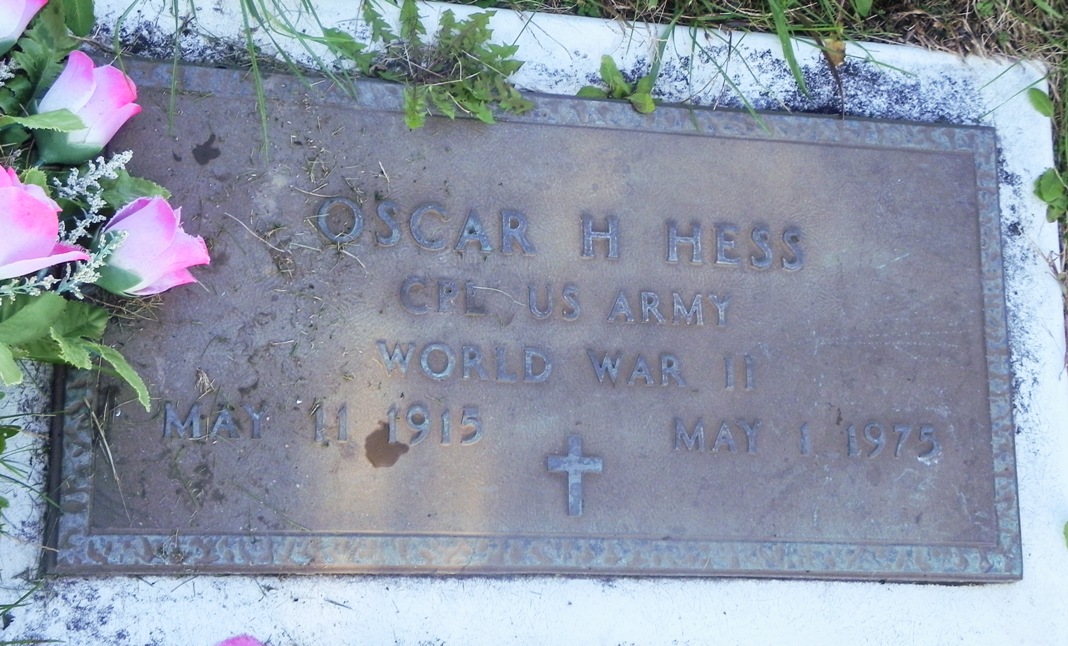 OSCAR H HESS
CPL US ARMY
WORLD WAR II
MAY 11 1915 MAY 1 1975